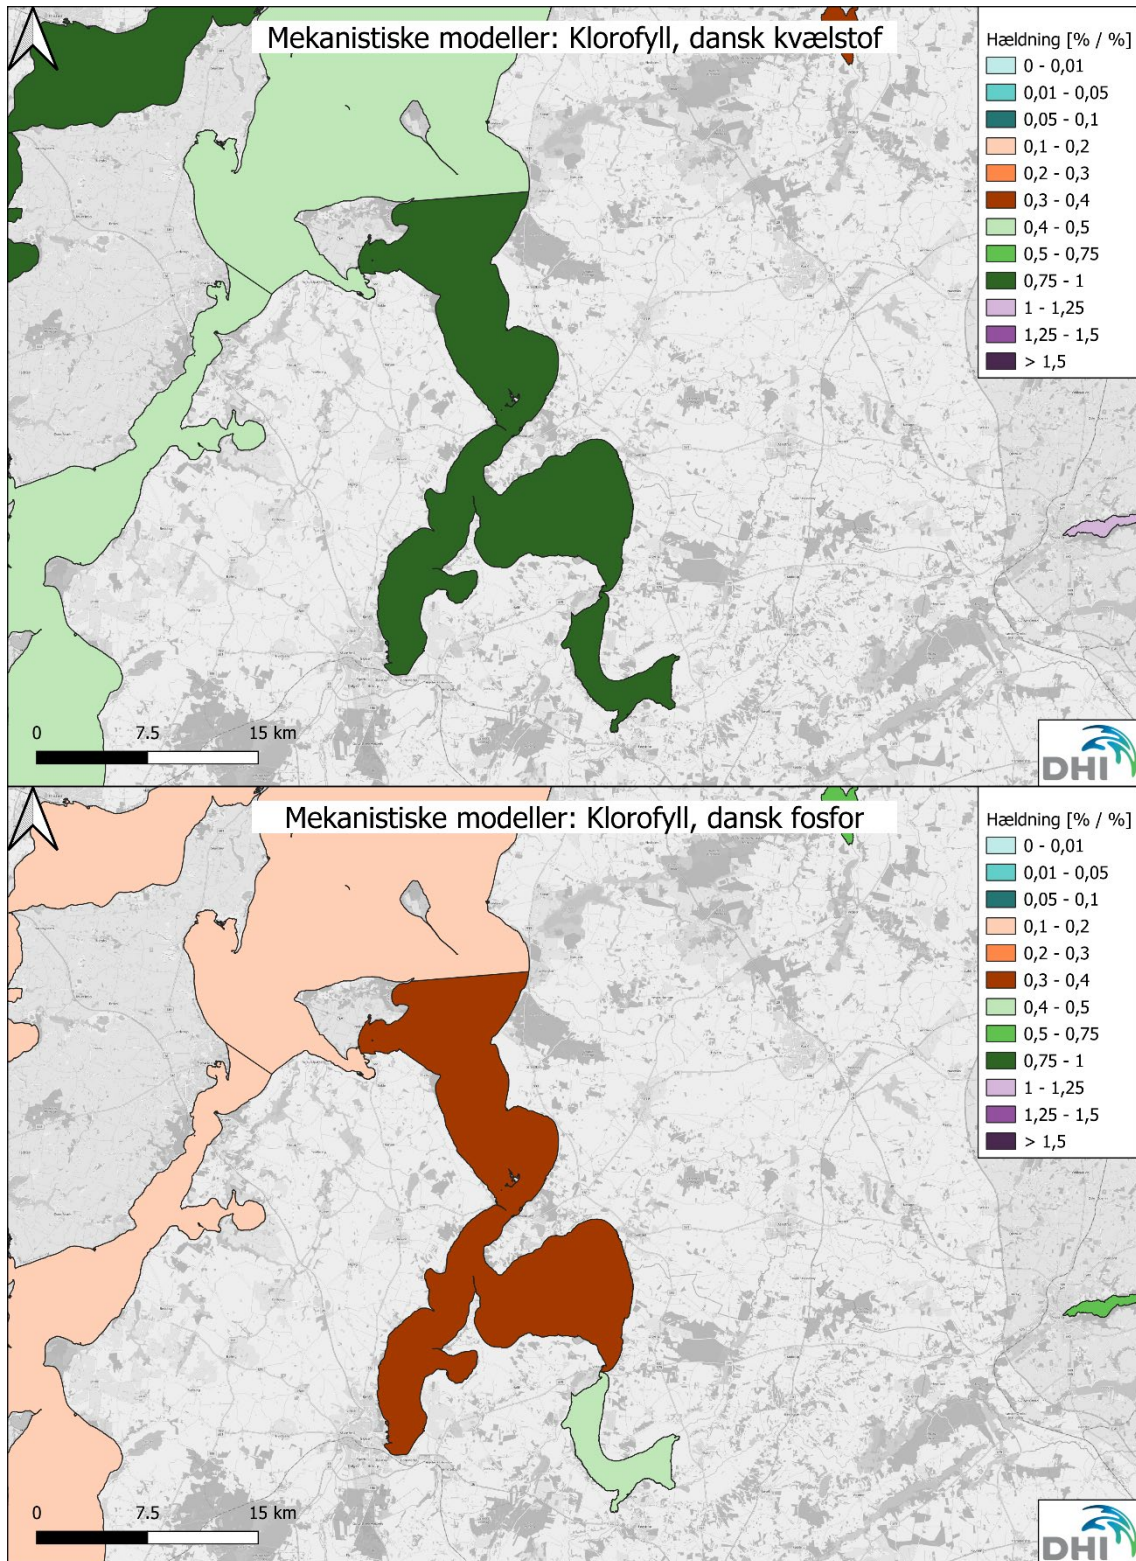 Mekanistiske modeller: Klorofyll, dansk kvælstof
Hældning [% / %]
0 - 0,01
0,01 - 0,05
0,05 - 0,1
0,1 - 0,2
0,2 - 0,3
0,3 - 0,4
0,4 - 0,5
0,5 - 0,75
0,75 - 1
1 - 1,25
1,25 - 1,5
> 1,5
0 7.5 15 km
DHI
Mekanistiske modeller: Klorofyll, dansk fosfor
Hældning [% / %]
0 - 0,01
0,01 - 0,05
0,05 - 0,1
0,1 - 0,2
0,2 - 0,3
0,3 - 0,4
0,4 - 0,5
0,5 - 0,75
0,75 - 1
1 - 1,25
1,25 - 1,5
> 1,5
0 7.5 15 km
DHI